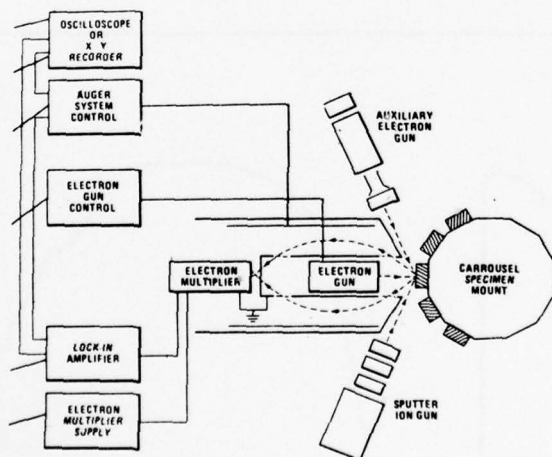 OSCILLOSCOPE
OR
X Y
RECORDER
AUGER
SYSTEM
CONTROL
ELECTRON
GUN
CONTROL
LOCK-IN
AMPLIFIER
ELECTRON
MULTIPLIER
SUPPLY
ELECTRON
MULTIPLIER
ELECTRON
GUN
AUXILIARY
ELECTRON
GUN
CARROUSEL
SPECIMEN
MOUNT
SPUTTER
ION GUN